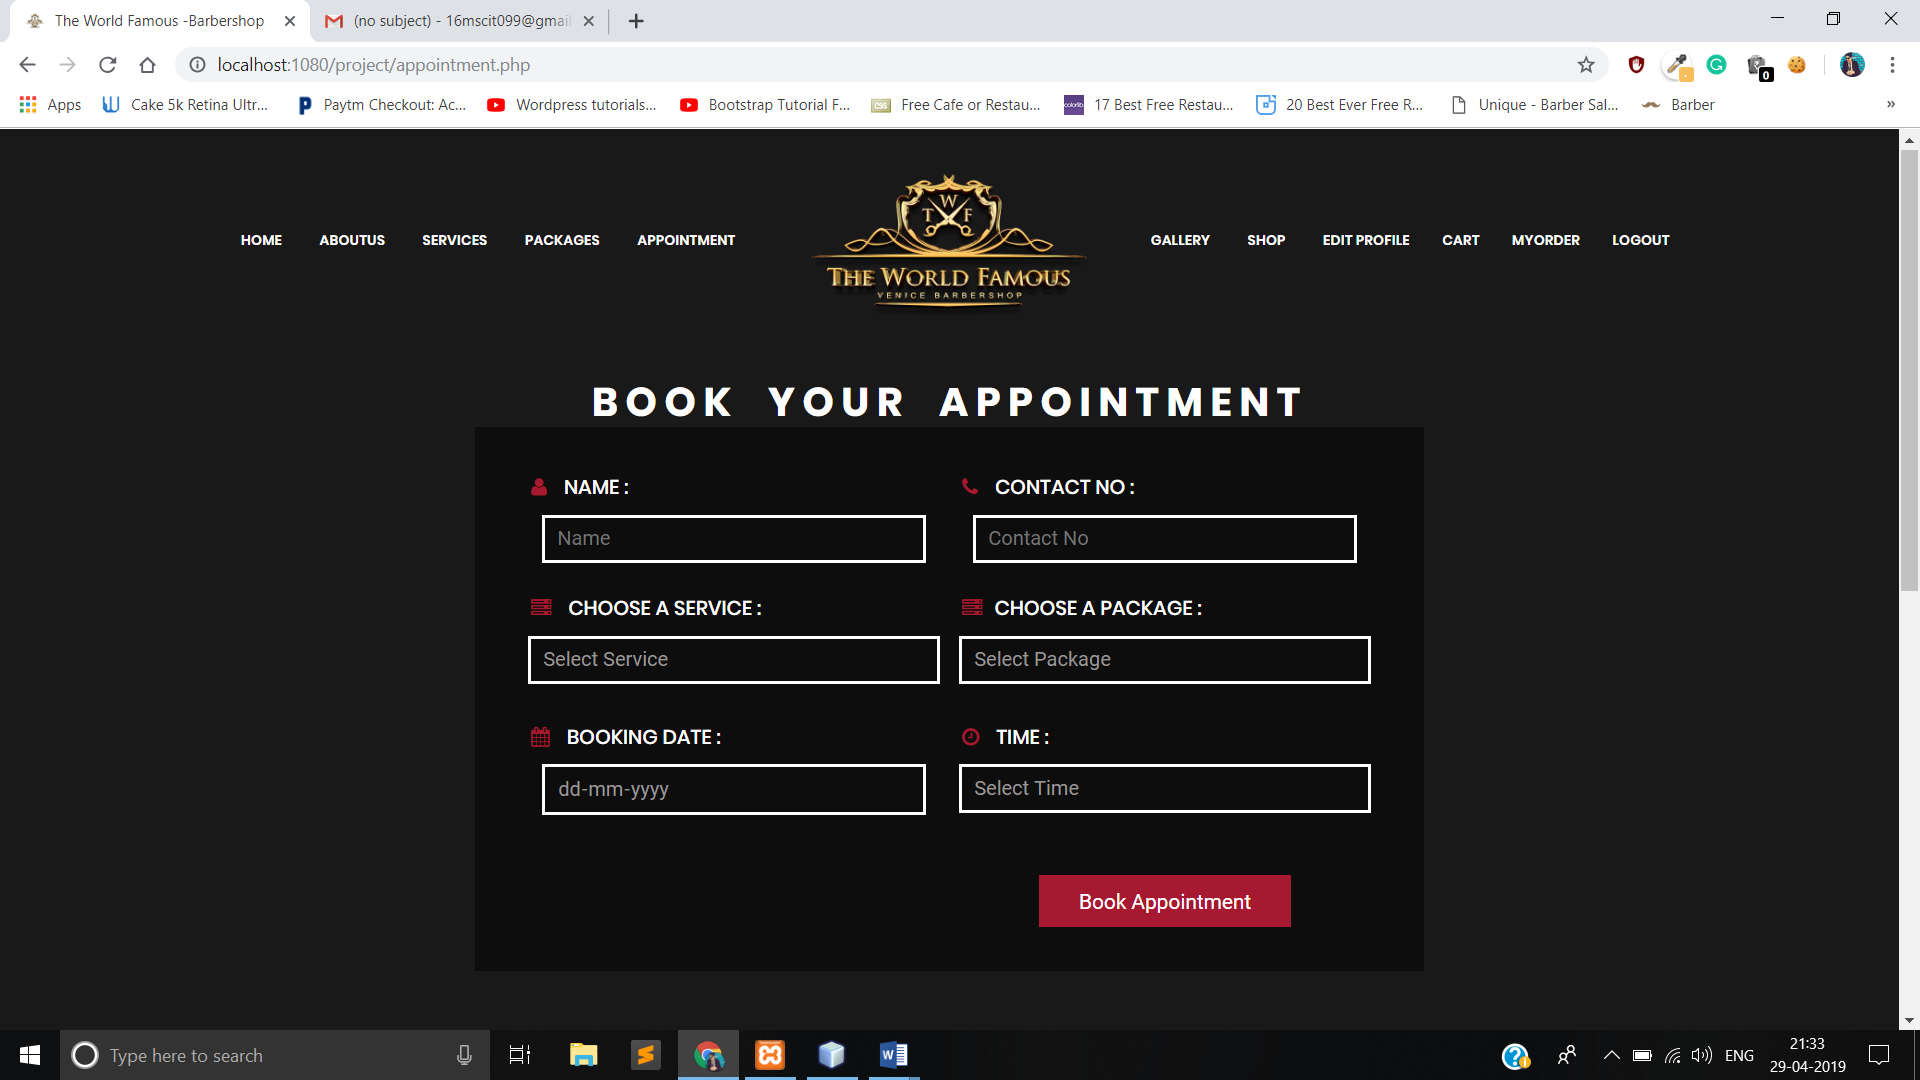 The World Famous -Barbershop
(no subject) - 16mscit099@gmail
localhost:1080/project/appointment.php
0
Apps
Cake 5k Retina Ultr...
Paytm Checkout: Ac...
Wordpress tutorials...
Bootstrap Tutorial F...
Free Cafe or Restau...
17 Best Free Restau...
20 Best Ever Free R...
Unique - Barber Sal...
Barber
»
HOME
ABOUTUS
SERVICES
PACKAGES
APPOINTMENT
T W F
THE WORLD FAMOUS
VENICE BARBERSHOP
GALLERY
SHOP
EDIT PROFILE
CART
MYORDER
LOGOUT
BOOK YOUR APPOINTMENT
NAME :
Name
CONTACT NO :
Contact No
CHOOSE A SERVICE :
Select Service
CHOOSE A PACKAGE :
Select Package
BOOKING DATE :
dd-mm-yyyy
TIME :
Select Time
Book Appointment
Type here to search
ENG
21:33
29-04-2019